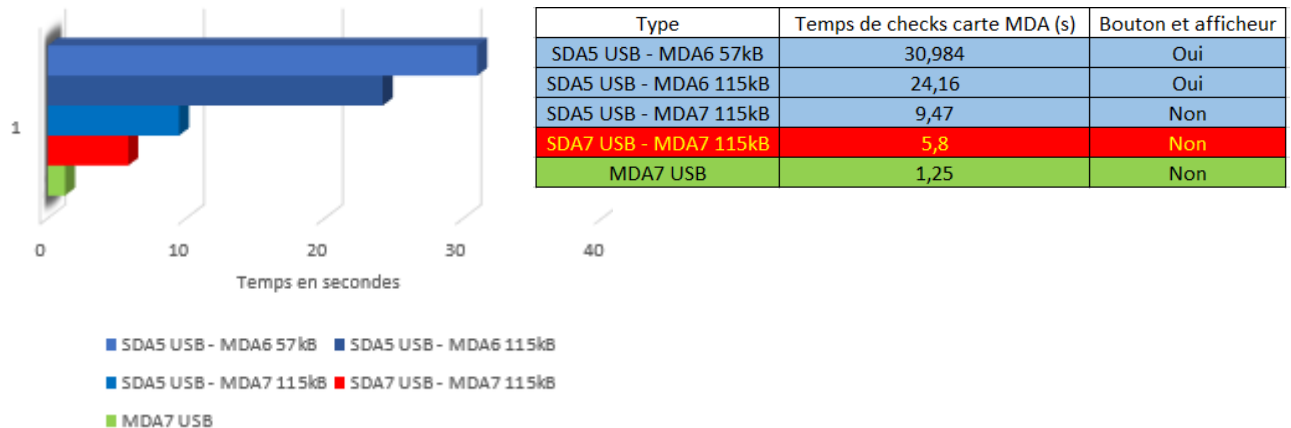 Type Temps de checks carte MDA (s) Bouton et afficheur
SDA5 USB - MDA6 57kB 30,984 Oui
SDA5 USB - MDA6 115kB 24,16 Oui
SDA5 USB - MDA7 115kB 9,47 Non
SDA7 USB - MDA7 115kB 5,8 Non
MDA7 USB 1,25 Non
1
0 10 20 30 40
Temps en secondes
SDA5 USB - MDA6 57kB SDA5 USB - MDA6 115kB
SDA5 USB - MDA7 115kB SDA7 USB - MDA7 115kB
MDA7 USB